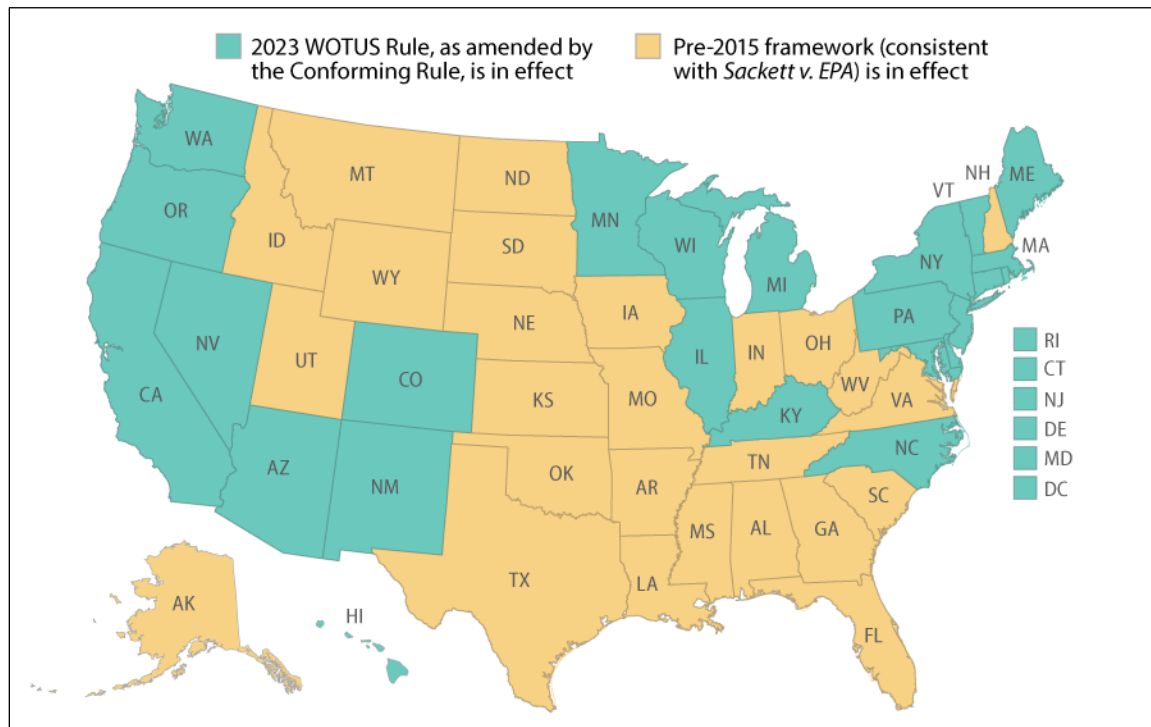 2023 WOTUS Rule, as amended by
the Conforming Rule, is in effect
Pre-2015 framework (consistent
with Sackett v. EPA) is in effect
WA
MT
ND
MN
NH
ME
VT
OR
ID
SD
WI
MA
NY
WY
MI
IA
PA
NE
NV
UT
IL
IN
OH
RI
CT
NJ
DE
MD
DC
CA
CO
KS
MO
WV
VA
KY
NC
AZ
NM
OK
AR
TN
SC
MS
AL
GA
TX
LA
AK
HI
FL